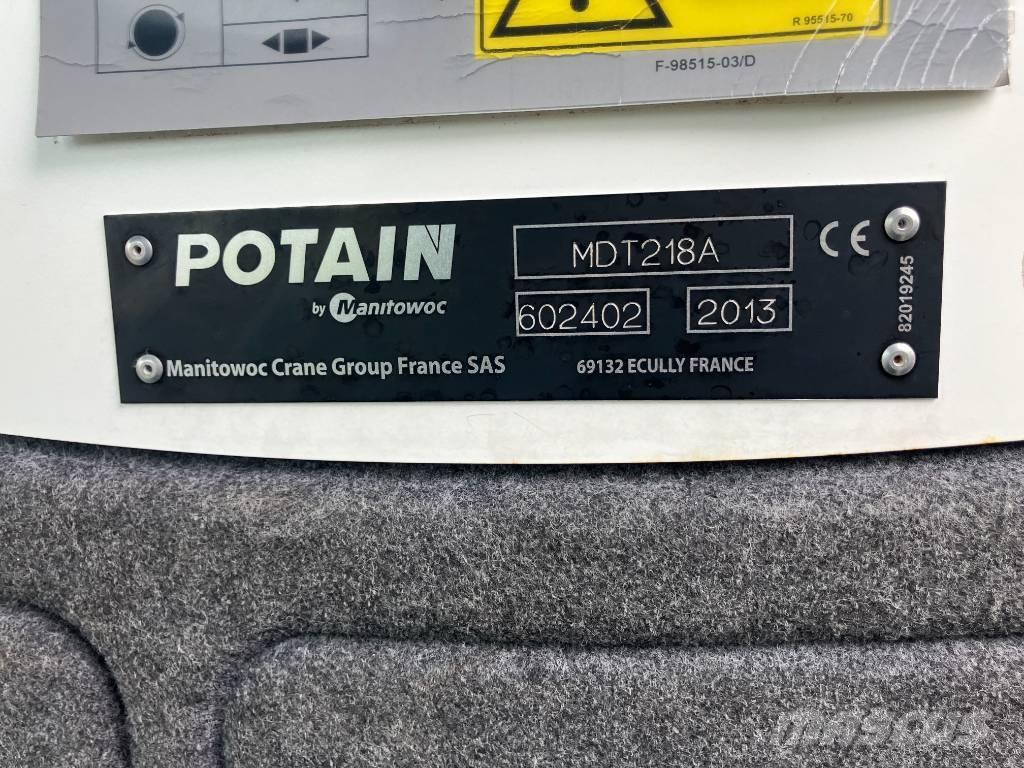 R 95515-70
F-98515-03/D
POTAIN
by Manitowoc
MDT218A
CE
602402
2013
82019245
Manitowoc Crane Group France SAS
69132 ECULLY FRANCE
MASCUS